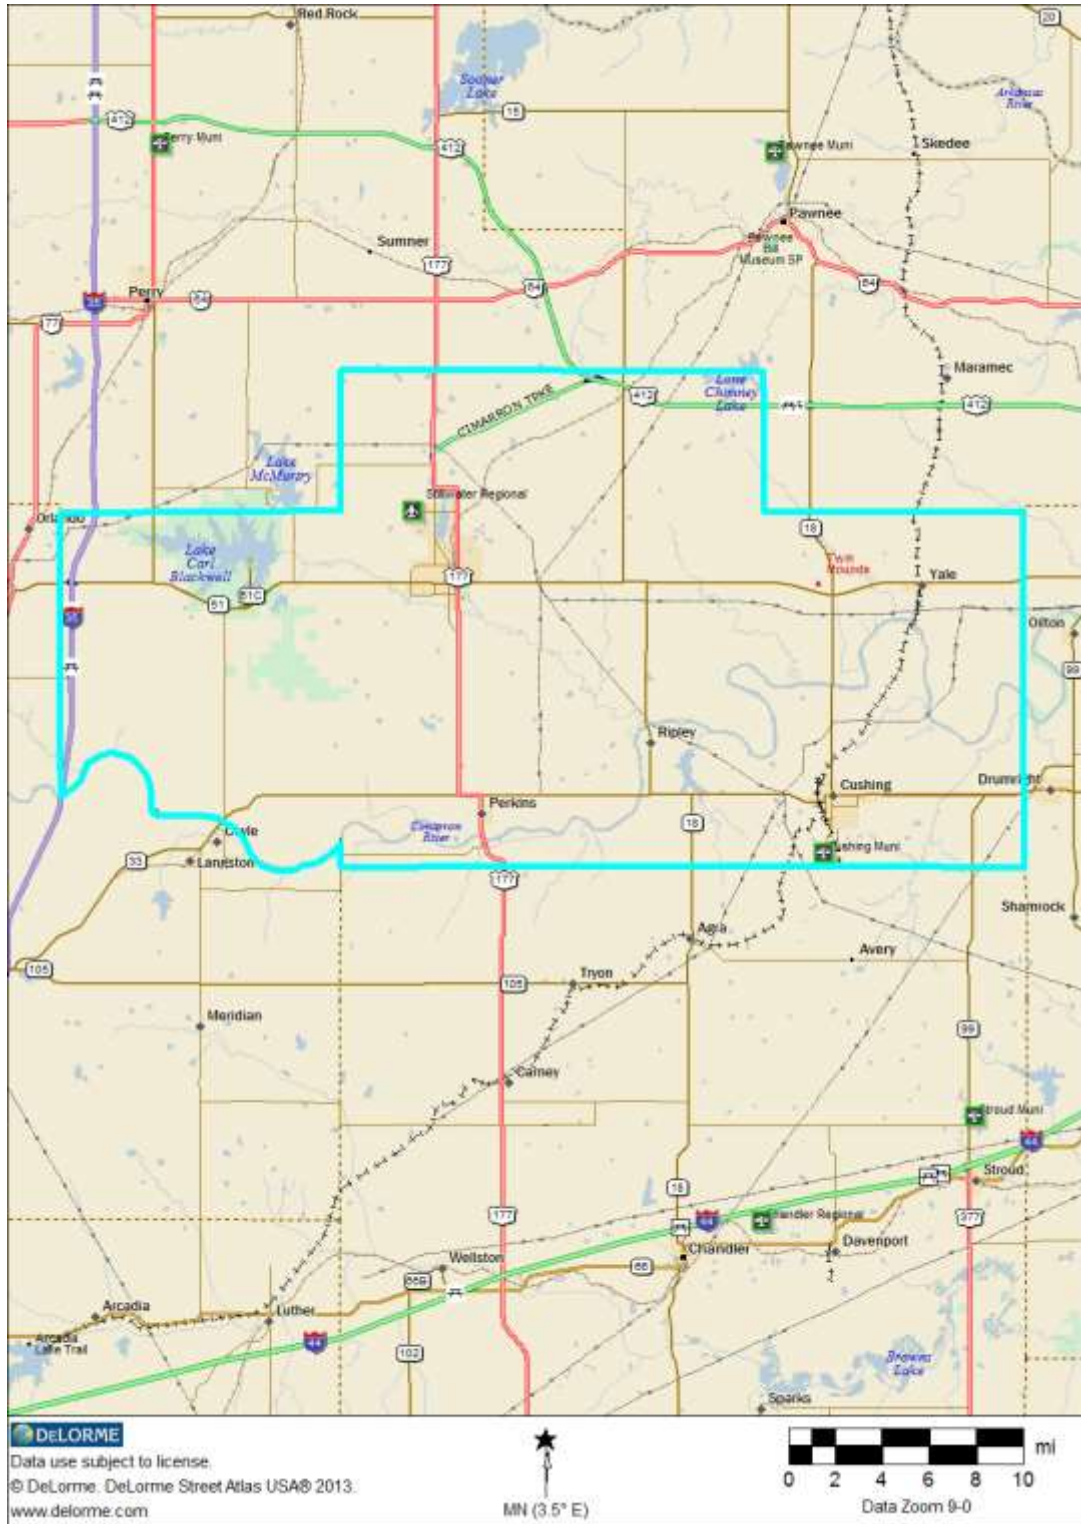 Red Rock
20
Sooner
Lake
15
Arkansas
River
412
Perry Muni
412
Pawnee Muni
Skedee
Pawnee
Sumner
Pawnee
Bill
Museum SP
177
64
Perry
64
64
77
Maramec
Lone
Chimney
Lake
412
412
CIMARRON TPKE
Lake
McMurtry
Stillwater Regional
Orlando
18
Lake
Carl
Blackwell
Twin
Mounds
177
Yale
51C
51
35
Oilton
99
Ripley
Cushing
Drumright
Perkins
Cimarron
River
18
Coyle
33
Langston
Cushing Muni
177
Shamrock
Agra
Avery
105
Tryon
105
Meridian
99
Carney
Stroud Muni
44
Stroud
18
177
44
Chandler Regional
377
Davenport
Chandler
Wellston
66
66B
Arcadia
Luther
Arcadia
Lake Trail
44
102
Browns
Lake
Sparks
DELORME
Data use subject to license.
© DeLorme. DeLorme Street Atlas USA® 2013.
www.delorme.com
MN (3.5° E)
mi
0 2 4 6 8 10
Data Zoom 9-0